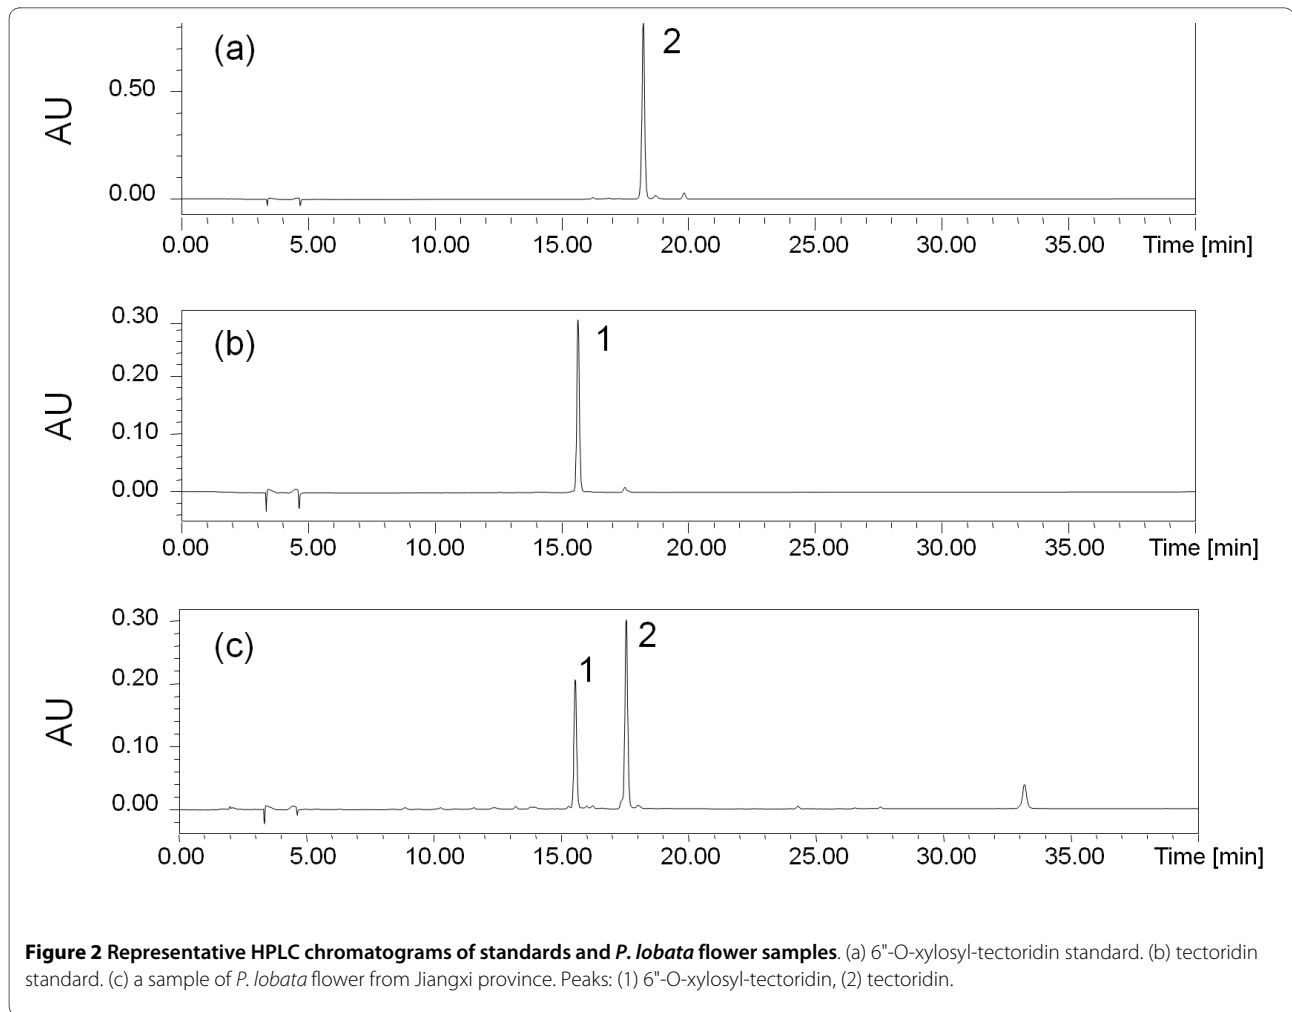 (a)
2
AU
0.50
0.00
0.00 5.00 10.00 15.00 20.00 25.00 30.00 35.00 Time [min]
(b)
1
AU
0.30
0.20
0.10
0.00
0.00 5.00 10.00 15.00 20.00 25.00 30.00 35.00 Time [min]
(c)
1
2
AU
0.30
0.20
0.10
0.00
0.00 5.00 10.00 15.00 20.00 25.00 30.00 35.00 Time [min]
Figure 2 Representative HPLC chromatograms of standards and P. lobata flower samples. (a) 6"-O-xylosyl-tectoridin standard. (b) tectoridin
standard. (c) a sample of P. lobata flower from Jiangxi province. Peaks: (1) 6"-O-xylosyl-tectoridin, (2) tectoridin.